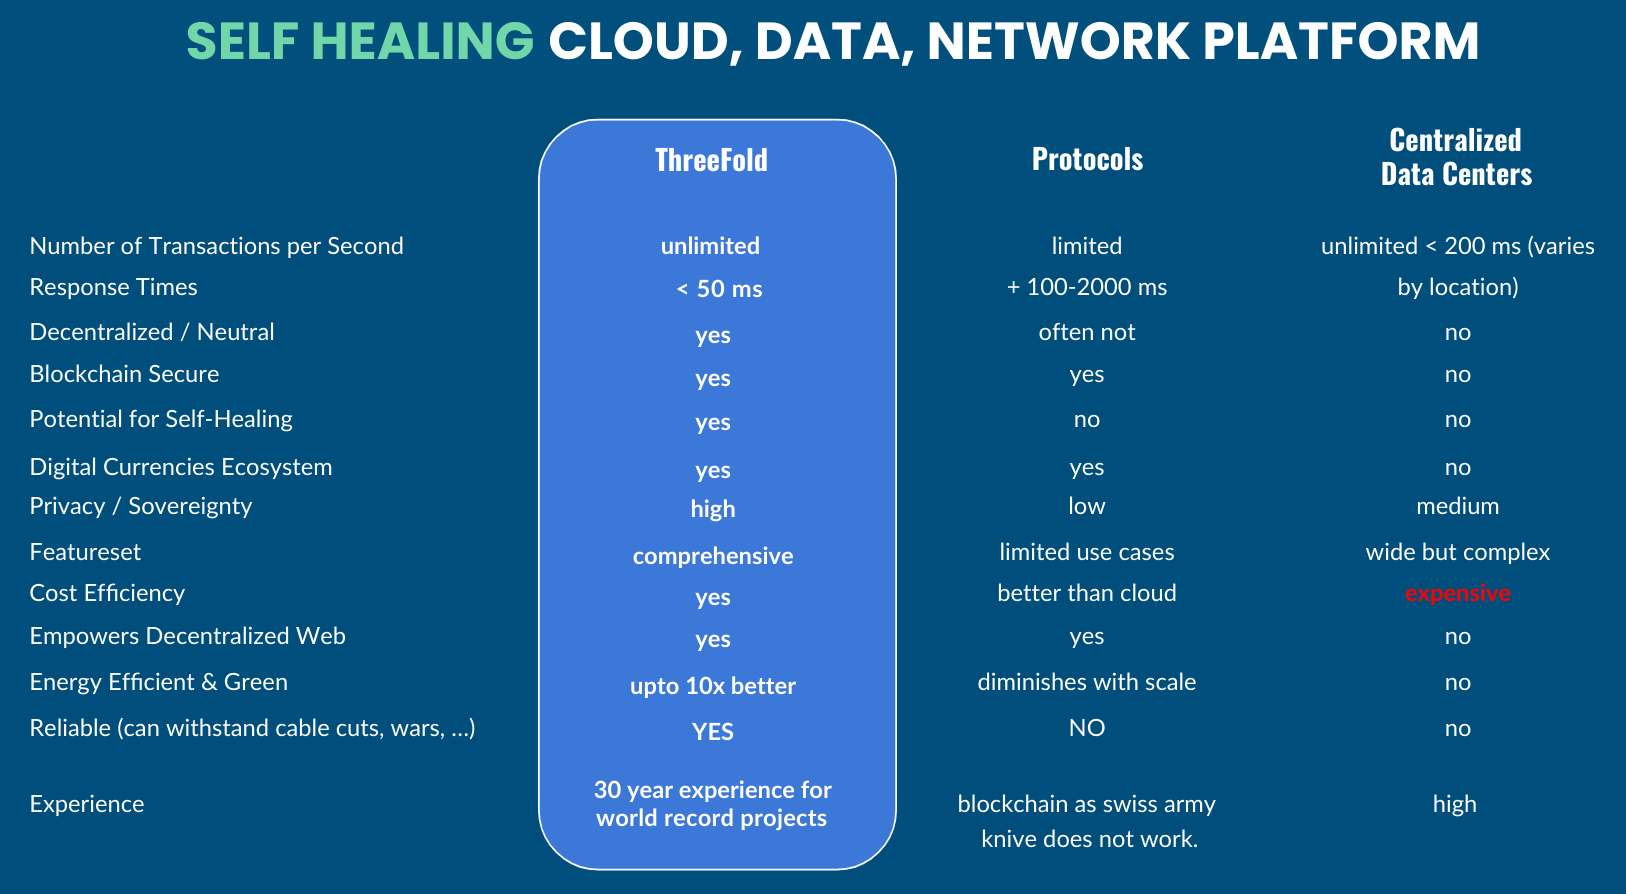 SELF HEALING CLOUD, DATA, NETWORK PLATFORM
ThreeFold Protocols Centralized
Data Centers
Number of Transactions per Second unlimited limited unlimited < 200 ms (varies
Response Times < 50 ms + 100-2000 ms by location)
Decentralized / Neutral yes often not no
Blockchain Secure yes yes no
Potential for Self-Healing yes no no
Digital Currencies Ecosystem yes yes no
Privacy / Sovereignty high low medium
Featureset comprehensive limited use cases wide but complex
Cost Efficiency yes better than cloud expensive
Empowers Decentralized Web yes yes no
Energy Efficient & Green upto 10x better diminishes with scale no
Reliable (can withstand cable cuts, wars, ...) YES NO no
Experience 30 year experience for blockchain as swiss army high
world record projects knive does not work.